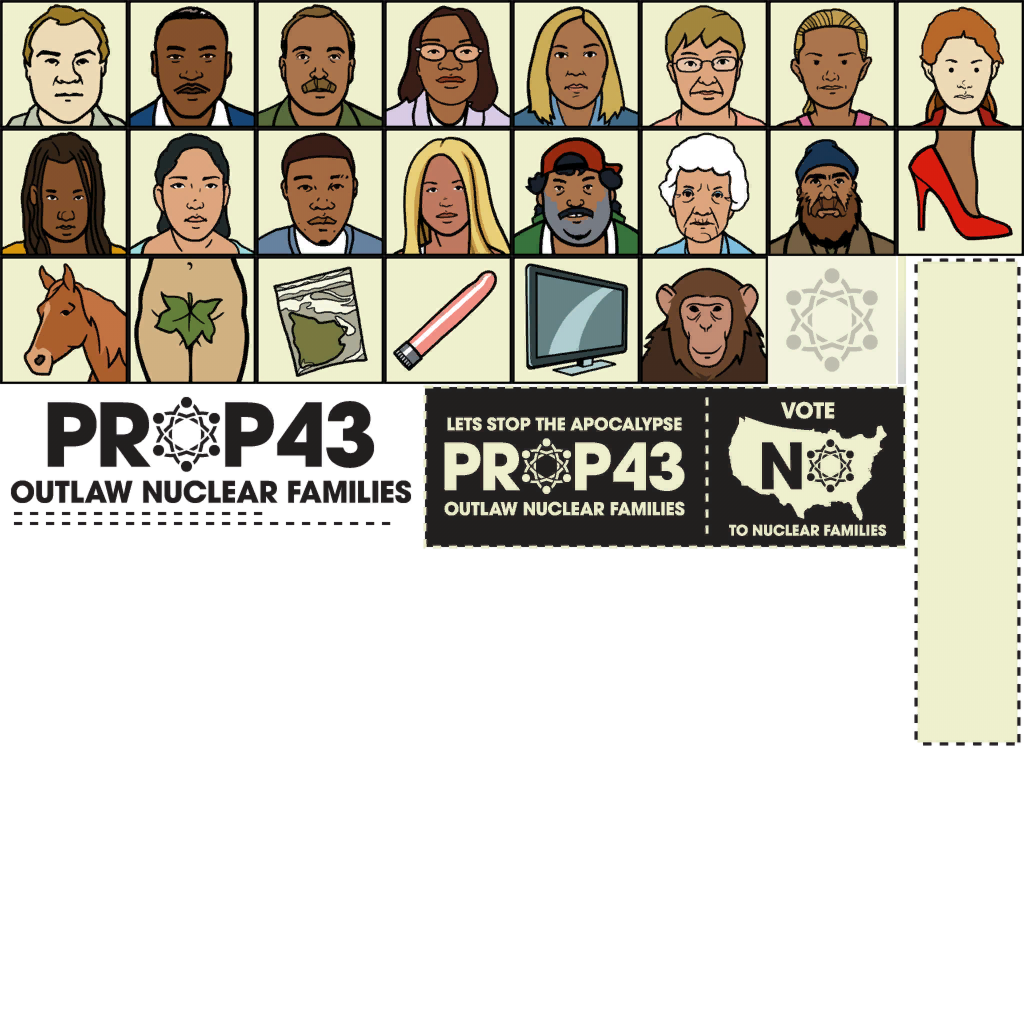 PROP43
OUTLAW NUCLEAR FAMILIES
LETS STOP THE APOCALYPSE
PROP43
OUTLAW NUCLEAR FAMILIES
VOTE
NO
TO NUCLEAR FAMILIES